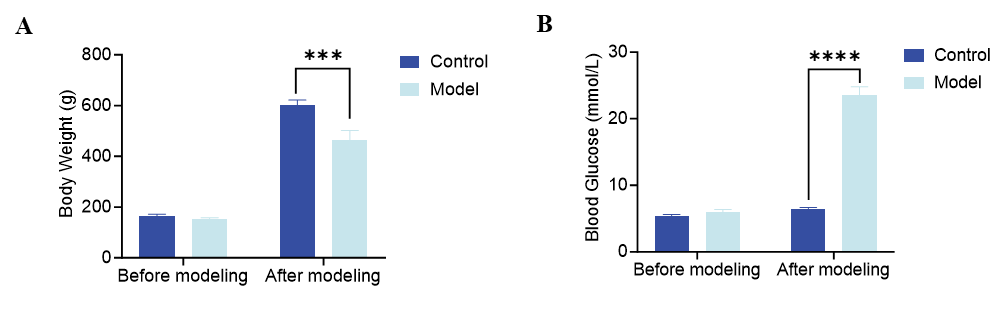 A
Body Weight (g)
800
600
400
200
0
***
Control
Model
Before modeling
After modeling
B
Blood Glucose (mmol/L)
30
20
10
0
****
Control
Model
Before modeling
After modeling